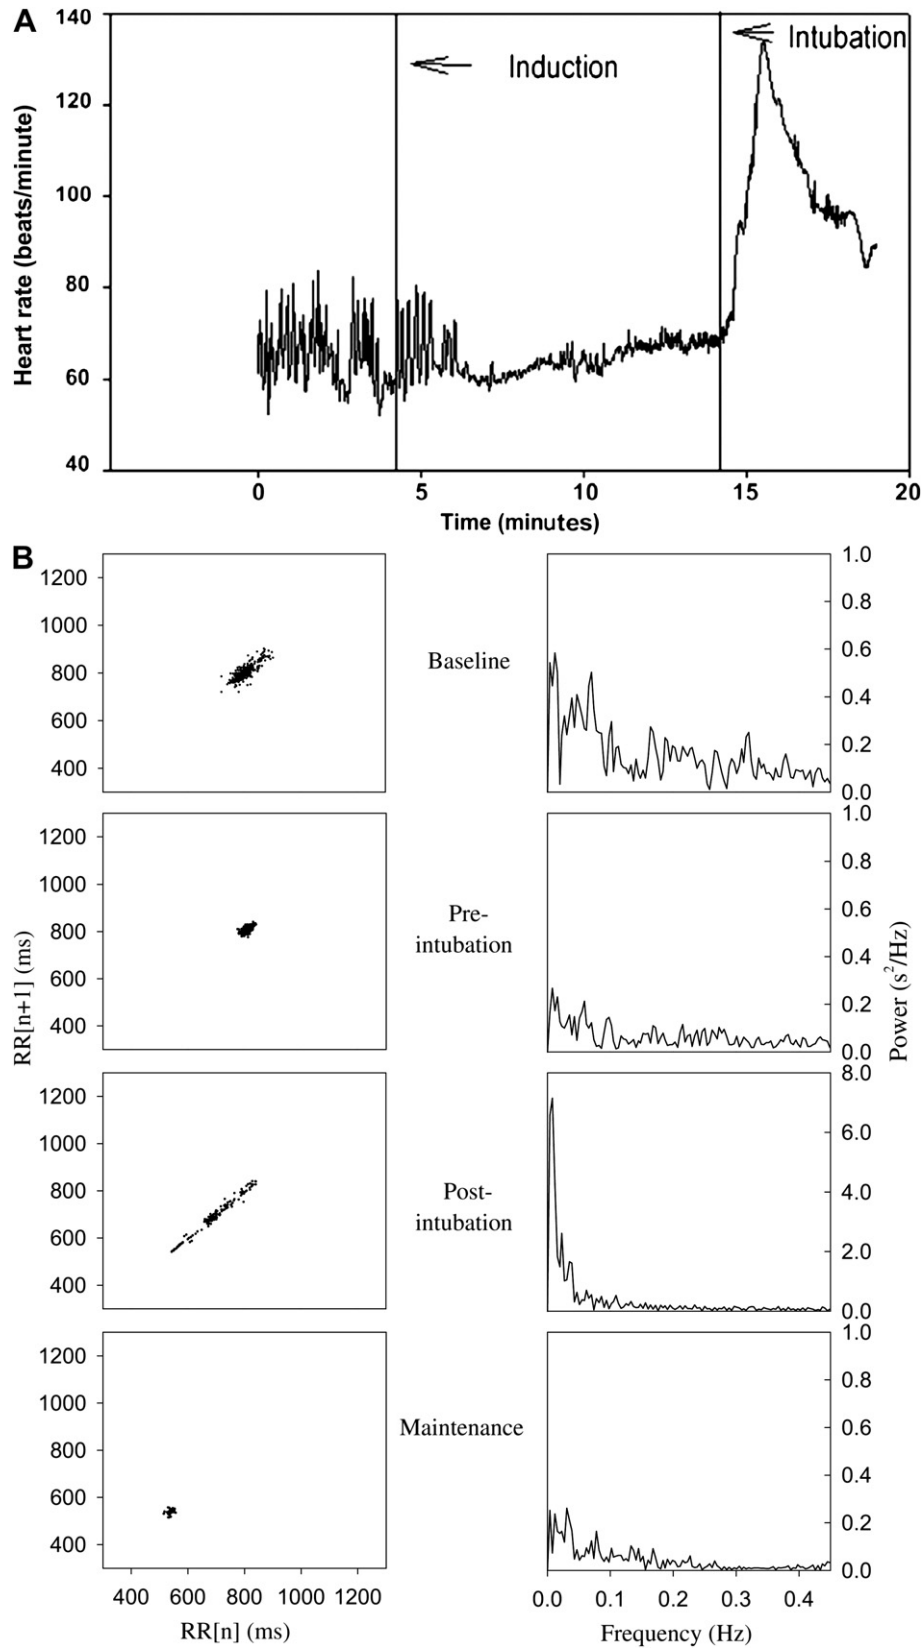 A
140
120
100
80
60
40
Heart rate (beats/minute)
Induction
Intubation
0 5 10 15 20
Time (minutes)
B
1200
1000
800
600
400
Baseline
1.0
0.8
0.6
0.4
0.2
0.0
1200
1000
800
600
400
Pre-
intubation
1.0
0.8
0.6
0.4
0.2
0.0
RR[n+1] (ms)
Power (s²/Hz)
1200
1000
800
600
400
Post-
intubation
8.0
6.0
4.0
2.0
0.0
1200
1000
800
600
400
Maintenance
1.0
0.8
0.6
0.4
0.2
0.0
400 600 800 1000 1200
RR[n] (ms)
0.0 0.1 0.2 0.3 0.4
Frequency (Hz)